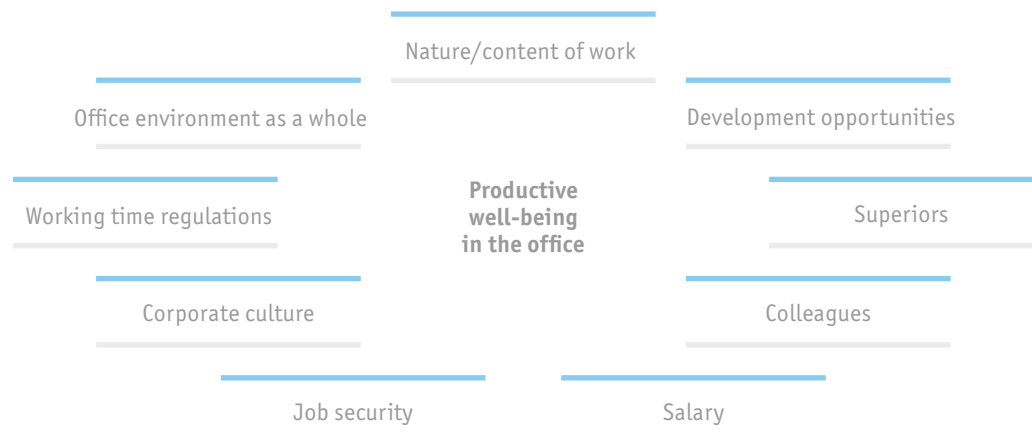 Nature/content of work
Office environment as a whole
Development opportunities
Productive
well-being
in the office
Working time regulations
Superiors
Corporate culture
Colleagues
Job security
Salary